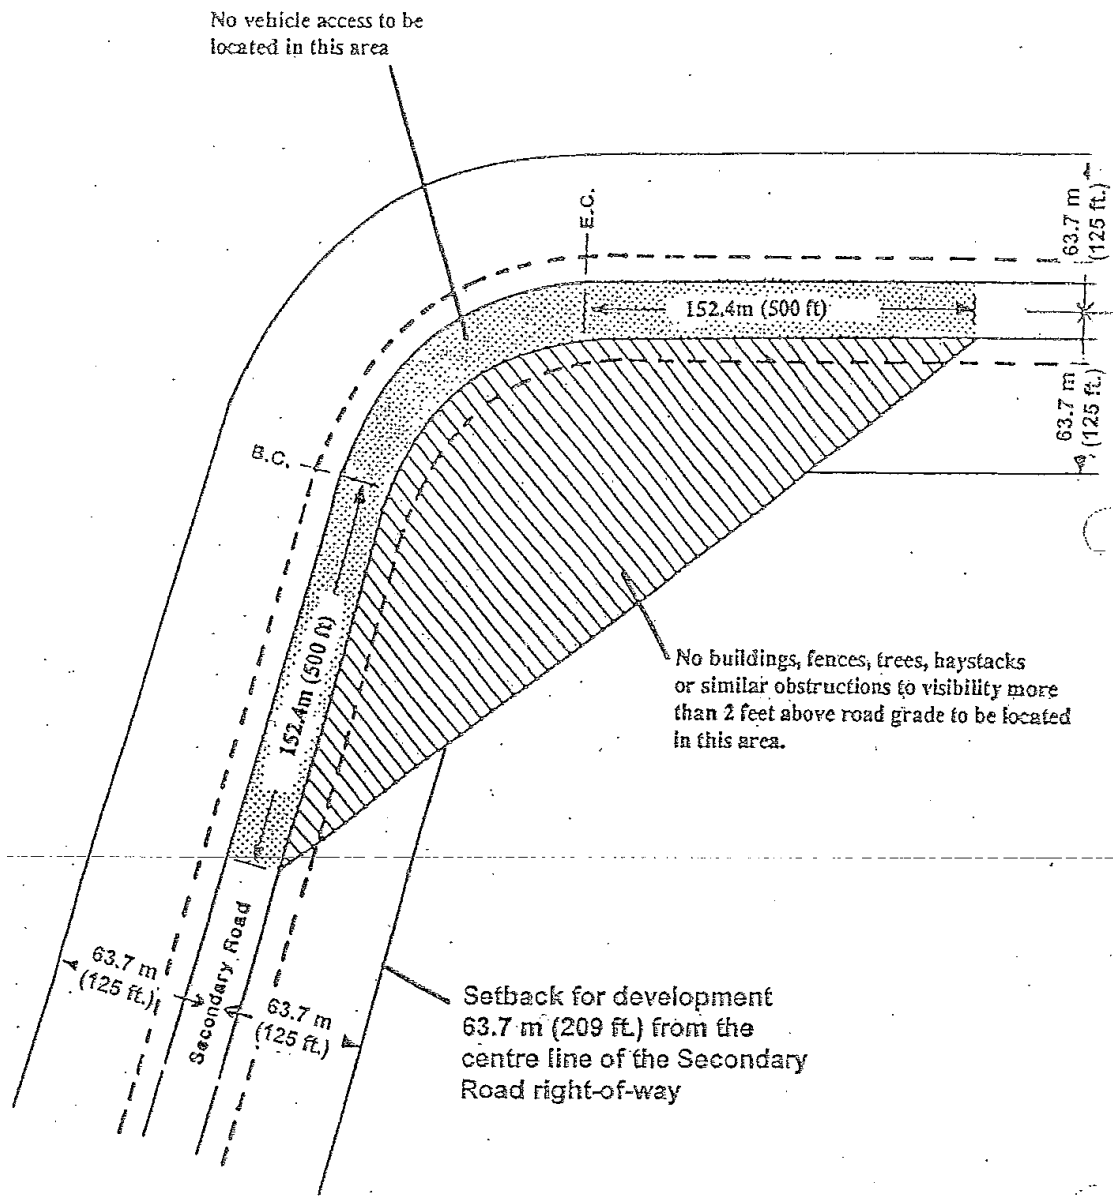 No vehicle access to be
located in this area
E.C.
63.7 m
(125 ft.)
152.4m (500 ft)
63.7 m
(125 ft.)
B.C.
152.4m (500 ft)
No buildings, fences, trees, haystacks
or similar obstructions to visibility more
than 2 feet above road grade to be located
in this area.
63.7 m
(125 ft.)
Secondary Road
63.7 m
(125 ft.)
Setback for development
63.7 m (209 ft.) from the
centre line of the Secondary
Road right-of-way